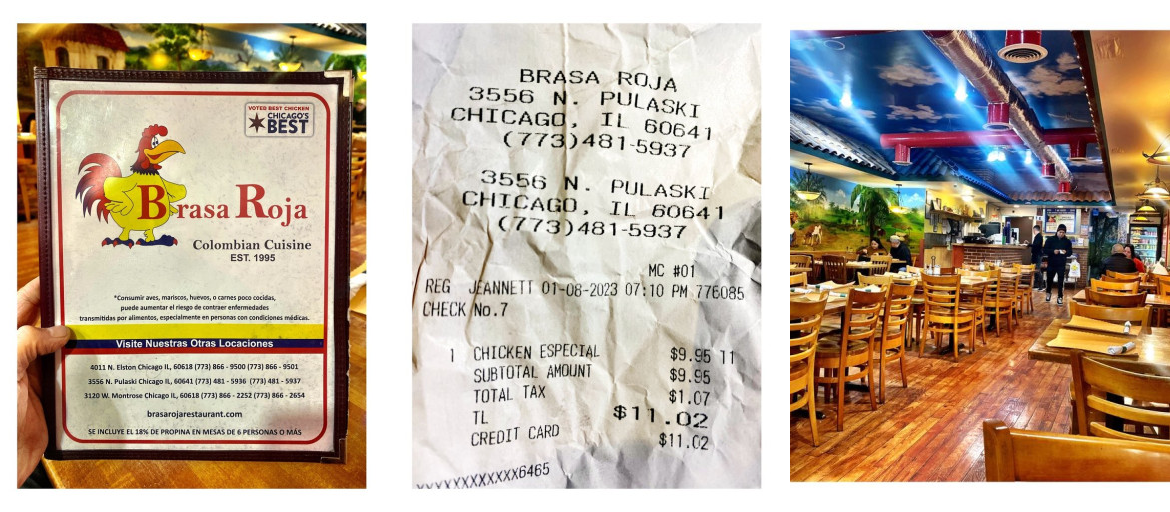 VOTED BEST CHICKEN
CHICAGO'S
BEST
Brasa Roja
Colombian Cuisine
EST. 1995
*Consumir aves, mariscos, huevos, o carnes poco cocidas,
puede aumentar el riesgo de contraer enfermedades
transmitidas por alimentos, especialmente en personas con condiciones médicas.
Visite Nuestras Otras Locaciones
4011 N. Elston Chicago IL, 60618 (773) 866 - 9500 (773) 866 - 9501
3556 N. Pulaski Chicago IL, 60641 (773) 481 - 5936 (773) 481 - 5937
3120 W. Montrose Chicago IL, 60618 (773) 866 - 2252 (773) 866 - 2654
brasarojarestaurant.com
SE INCLUYE EL 18% DE PROPINA EN MESAS DE 6 PERSONAS O MÁS
BRASA ROJA
3556 N. PULASKI
CHICAGO, IL 60641
(773)481-5937
3556 N. PULASKI
CHICAGO, IL 60641
(773)481-5937
MC #01
REG JEANNETT 01-08-2023 07:10 PM 776085
CHECK No.7
1 CHICKEN ESPECIAL $9.95 11
SUBTOTAL AMOUNT $9.95
TOTAL TAX $1.07
TL $11.02
CREDIT CARD $11.02
XXXXXXXXXXXX6465